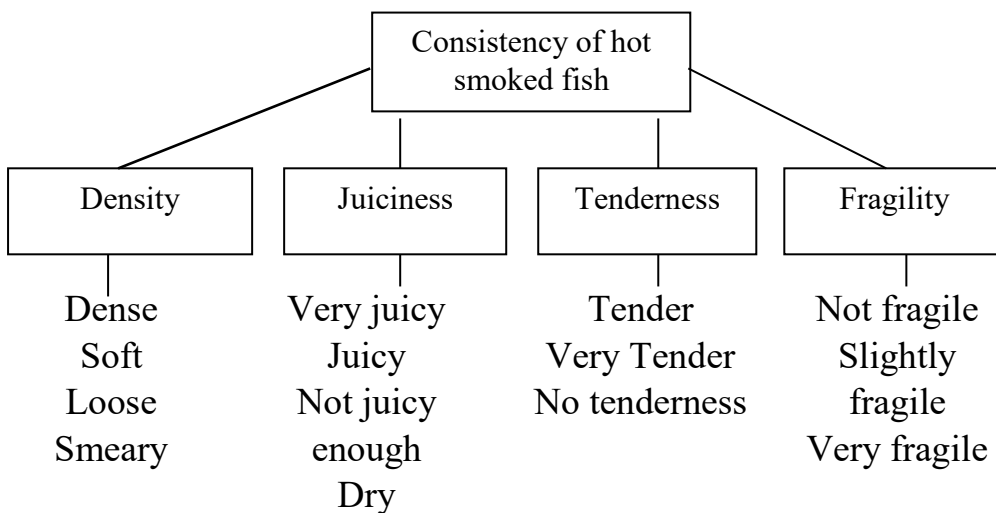 Consistency of hot
smoked fish
Density
Juiciness
Tenderness
Fragility
Dense
Soft
Loose
Smeary
Very juicy
Juicy
Not juicy
enough
Dry
Tender
Very Tender
No tenderness
Not fragile
Slightly
fragile
Very fragile